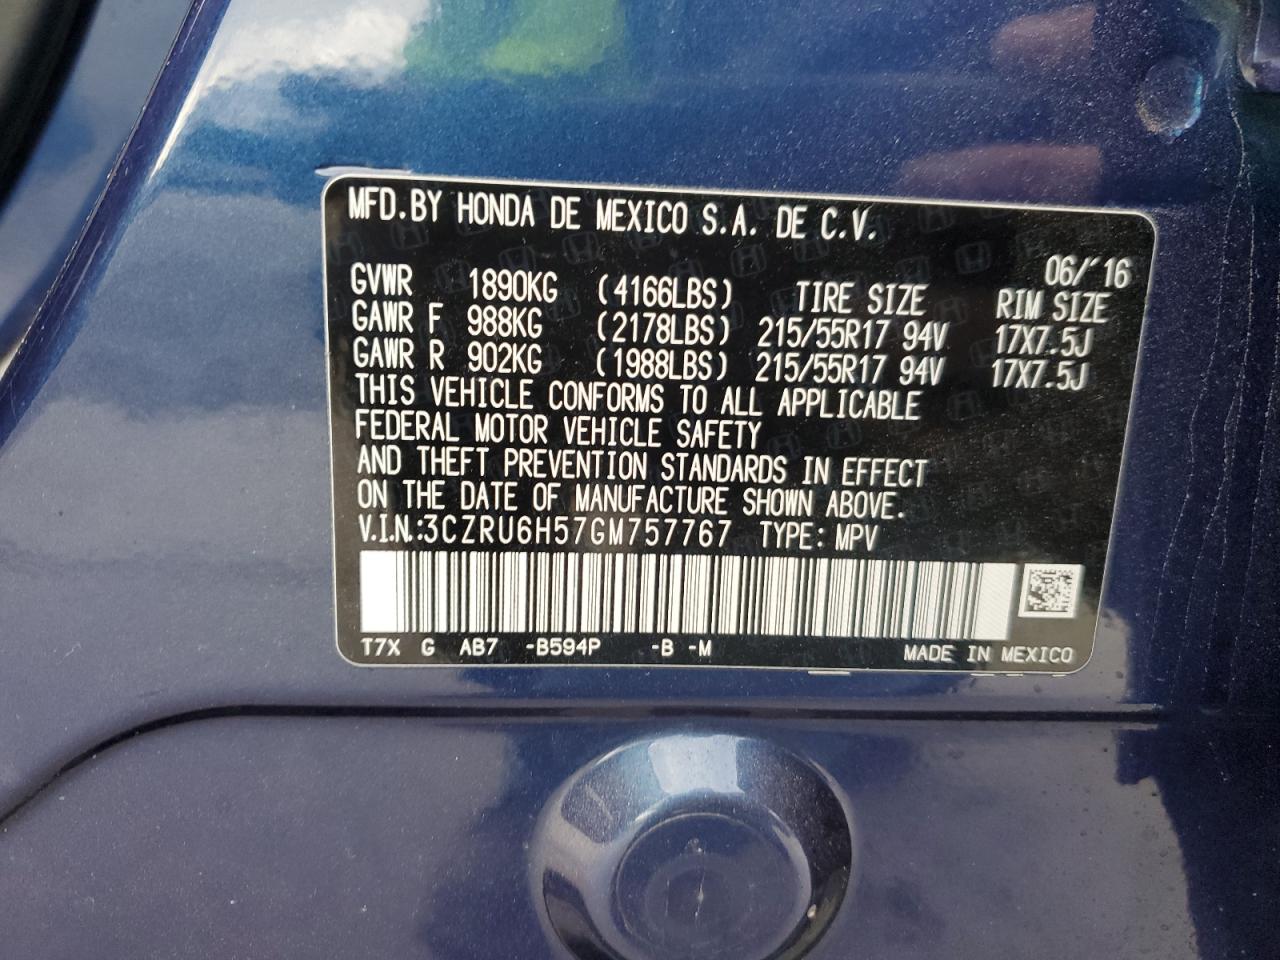 MFD.BY HONDA DE MEXICO S.A. DE C.V.
06/'16
GVWR 1890KG (4166LBS) TIRE SIZE RIM SIZE
GAWR F 988KG (2178LBS) 215/55R17 94V 17X7.5J
GAWR R 902KG (1988LBS) 215/55R17 94V 17X7.5J
THIS VEHICLE CONFORMS TO ALL APPLICABLE
FEDERAL MOTOR VEHICLE SAFETY
AND THEFT PREVENTION STANDARDS IN EFFECT
ON THE DATE OF MANUFACTURE SHOWN ABOVE.
V.I.N.:3CZRU6H57GM757767 TYPE: MPV
T7X G AB7 -B594P -B -M MADE IN MEXICO